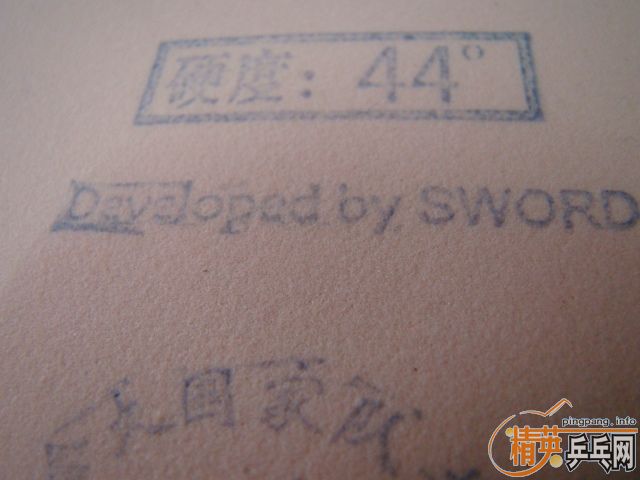 硬度：44°
Developed by SWORD
国家
pingpang.info
精英乒乓网